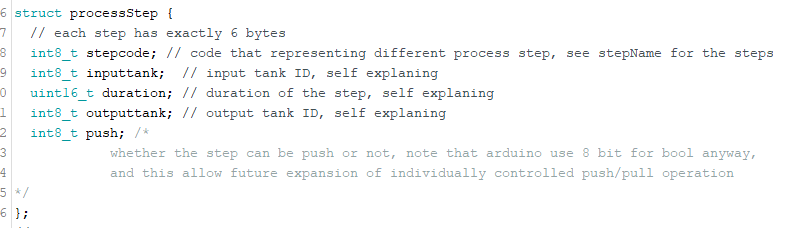 6 struct processStep {
7 // each step has exactly 6 bytes
8 int8_t stepcode; // code that representing different process step, see stepName for the steps
9 int8_t inputtank; // input tank ID, self explaning
0 uint16_t duration; // duration of the step, self explaning
1 int8_t outputtank; // output tank ID, self explaning
2 int8_t push; /*
3 whether the step can be push or not, note that arduino use 8 bit for bool anyway,
4 and this allow future expansion of individually controlled push/pull operation
5 */
6 };